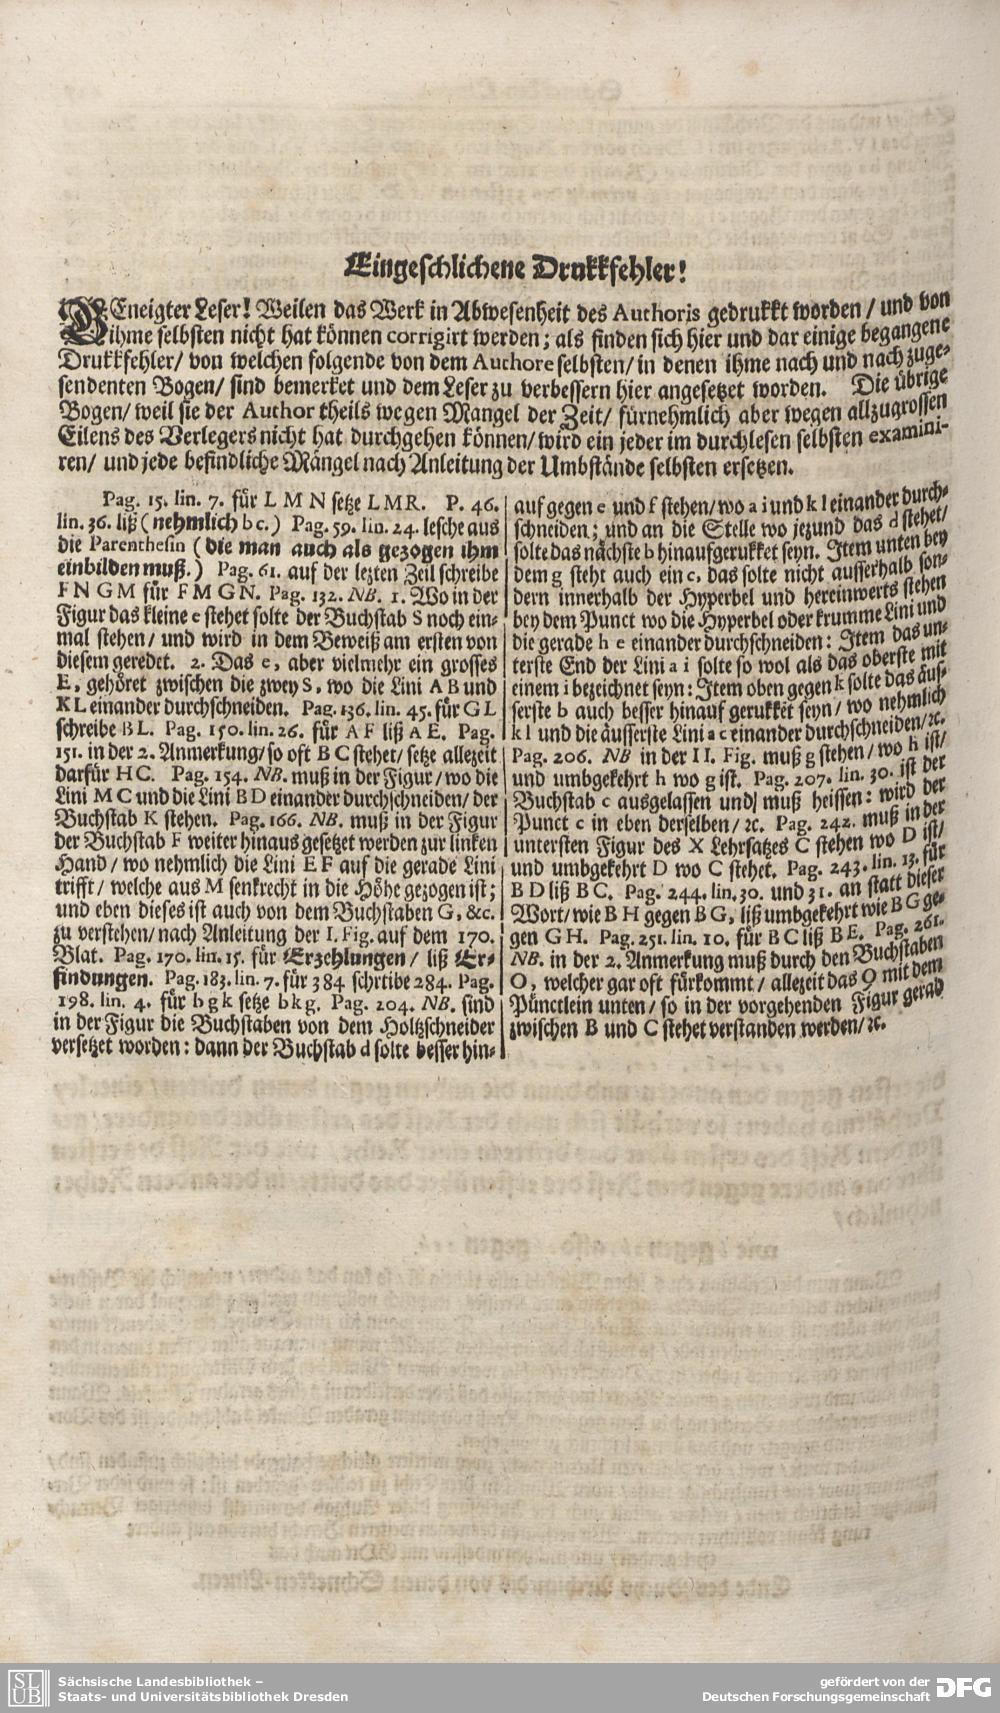 Eingeschlichene Drukkfehler!
GEneigter Leser! Weilen das Werk in Abwesenheit des Authoris gedrukkt worden / und von
ihme selbsten nicht hat können corrigirt werden; als finden sich hier und dar einige begangene
Drukkfehler/ von welchen folgende von dem Authore selbsten/ in denen ihme nach und nach zuge-
sendenten Bogen/ sind bemerket und dem Leser zu verbessern hier angesetzet worden. Die übrige
Bogen/ weil sie der Author theils wegen Mangel der Zeit/ fürnehmlich aber wegen allzugrossen
Eilens des Verlegers nicht hat durchgehen können/ wird ein jeder im durchlesen selbsten examini-
ren/ und jede befindliche Mängel nach Anleitung der Umbstände selbsten ersetzen.
Pag. 15. lin. 7. für L M N setze L M R. P. 46.
lin. 36. liß (nehmlich b c.) Pag. 59. lin. 24. lesche aus
die Parenthesin (die man auch als gezogen ihm
einbilden muß.) Pag. 61. auf der lezten Zeil schreibe
F N G M für F M G N. Pag. 132. NB. 1. Wo in der
Figur das kleine e stehet solte der Buchstab S noch ein-
mal stehen/ und wird in dem Beweiß am ersten von
diesem geredet. 2. Das e, aber vielmehr ein grosses
E, gehöret zwischen die zwey S, wo die Lini A B und
K L einander durchschneiden. Pag. 136. lin. 45. für G L
schreibe B L. Pag. 150. lin. 26. für A F liß A E. Pag.
151. in der 2. Anmerkung/ so oft B C stehet/ setze allezeit
darfür H C. Pag. 154. NB. muß in der Figur/ wo die
Lini M C und die Lini B D einander durchschneiden/ der
Buchstab K stehen. Pag. 166. NB. muß in der Figur
der Buchstab F weiter hinaus gesetzet werden zur linken
Hand/ wo nehmlich die Lini E F auf die gerade Lini
trifft/ welche aus M senkrecht in die Höhe gezogen ist;
und eben dieses ist auch von dem Buchstaben G, &c.
zu verstehen/ nach Anleitung der I. Fig. auf dem 170.
Blat. Pag. 170. lin. 15. für Erzehlungen/ liß Er-
findungen. Pag. 183. lin. 7. für 384 schrtibe 284. Pag.
198. lin. 4. für b g k setze b k g. Pag. 204. NB. sind
in der Figur die Buchstaben von dem Holtzschneider
versetzet worden: dann der Buchstab d solte besser hin-
auf gegen e und f stehen/ wo a i und k l einander durch-
schneiden; und an die Stelle wo jezund das d stehet/
solte das nächste b hinaufgerukket seyn. Item unten bey
dem g steht auch ein c, das solte nicht ausserhalb son-
dern innerhalb der Hyperbel und hereinwerts stehen
bey dem Punct wo die Hyperbel oder krumme Lini und
die gerade h e einander durchschneiden: Item das un-
terste End der Lini a i solte so wol als das oberste mit
einem i bezeichnet seyn: Item oben gegen k solte das äus-
serste b auch besser hinauf gerukket seyn/ wo nehmlich
k l und die äusserste Lini a c einander durchschneiden/ ꝛc.
Pag. 206. NB in der II. Fig. muß g stehen/ wo h ist/
und umbgekehrt h wo g ist. Pag. 207. lin. 30. ist der
Buchstab c ausgelassen und/ muß heissen: wird der
Punct c in eben derselben/ ꝛc. Pag. 242. muß in der
untersten Figur des X Lehrsatzes C stehen wo D ist/
und umbgekehrt D wo C stehet. Pag. 243. lin. 13. für
B D liß B C. Pag. 244. lin. 30. und 31. an statt dieser
Wort/ wie B H gegen B G, liß umbgekehrt wie B G ge-
gen G H. Pag. 251. lin. 10. für B C liß B E. Pag. 261.
NB. in der 2. Anmerkung muß durch den Buchstaben
O, welcher gar oft fürkommt/ allezeit das O mit dem
Pünctlein unten/ so in der vorgehenden Figur gerad
zwischen B und C stehet verstanden werden/ ꝛc.
SLUB
Sächsische Landesbibliothek –
Staats- und Universitätsbibliothek Dresden
gefördert von der
Deutschen Forschungsgemeinschaft
DFG